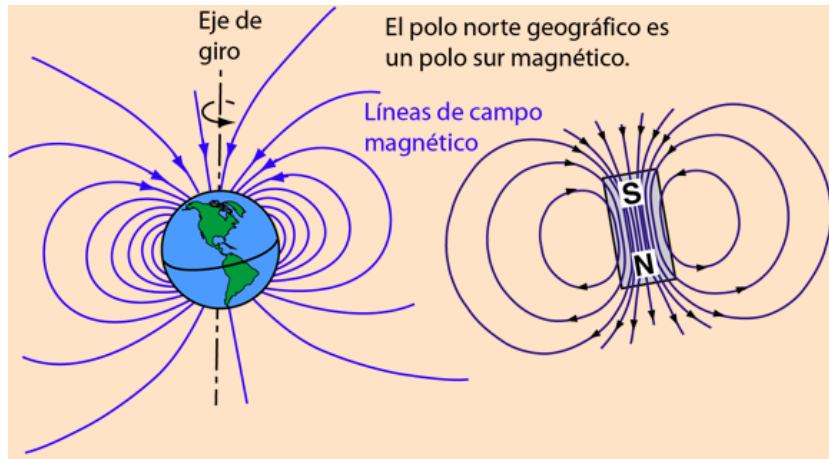 Eje de
giro
El polo norte geográfico es
un polo sur magnético.
Líneas de campo
magnético
S
N